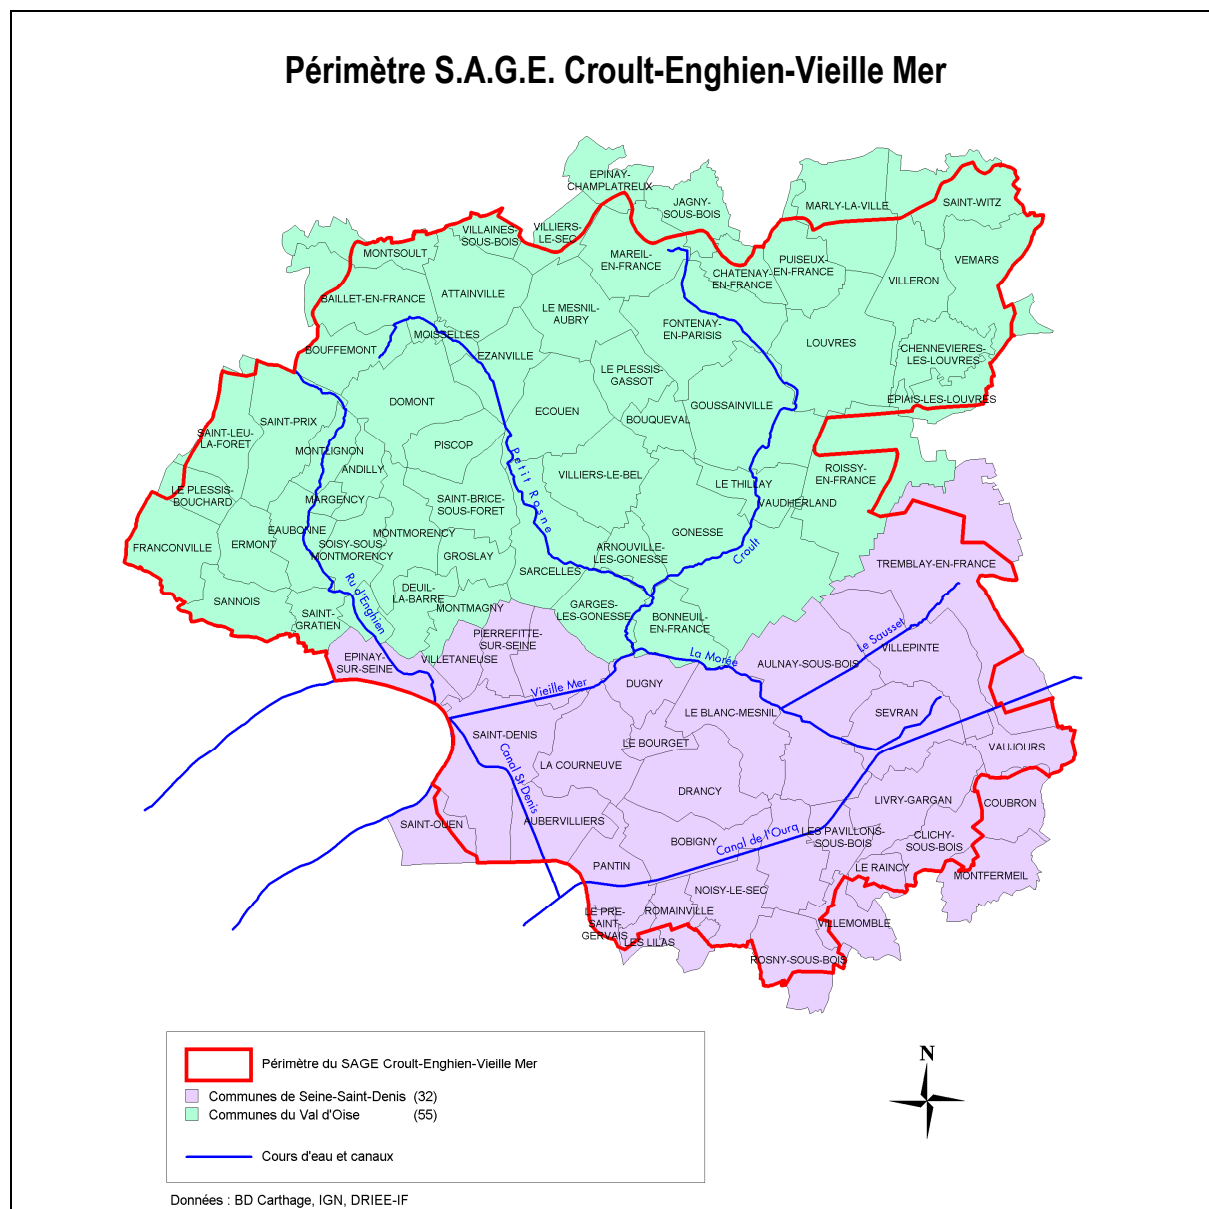 Périmètre S.A.G.E. Croult-Enghien-Vieille Mer
EPINAY-
CHAMPLATREUX
JAGNY-
SOUS-BOIS
MARLY-LA-VILLE
SAINT-WITZ
VILLAINES-
SOUS-BOIS
VILLIERS-
LE-SEC
MONTSOULT
MAREIL-
EN-FRANCE
CHATENAY-
EN-FRANCE
PUISEUX-
EN-FRANCE
VEMARS
VILLERON
BAILLET-EN-FRANCE
ATTAINVILLE
LE MESNIL-
AUBRY
FONTENAY-
EN-PARISIS
MOISSELLES
LOUVRES
BOUFFEMONT
EZANVILLE
CHENNEVIERES-
LES-LOUVRES
LE PLESSIS-
GASSOT
DOMONT
ECOUEN
GOUSSAINVILLE
EPIAIS-LES-LOUVRES
BOUQUEVAL
SAINT-PRIX
SAINT-LEU-
LA-FORET
PISCOP
MONTLIGNON
ANDILLY
Petit Rosne
VILLIERS-LE-BEL
LE THILLAY
ROISSY-
EN-FRANCE
VAUDHERLAND
LE PLESSIS-
BOUCHARD
MARGENCY
SAINT-BRICE-
SOUS-FORET
EAUBONNE
MONTMORENCY
GONESSE
FRANCONVILLE
ERMONT
SOISY-SOUS-
MONTMORENCY
GROSLAY
ARNOUVILLE-
LES-GONESSE
Croult
SARCELLES
TREMBLAY-EN-FRANCE
Ru d'Enghien
DEUIL-
LA-BARRE
SANNOIS
SAINT-
GRATIEN
MONTMAGNY
GARGES-
LES-GONESSE
BONNEUIL-
EN-FRANCE
PIERREFITTE-
SUR-SEINE
Le Sausset
VILLEPINTE
EPINAY-
SUR-SEINE
VILLETANEUSE
La Morée
AULNAY-SOUS-BOIS
Vieille Mer
DUGNY
LE BLANC-MESNIL
SEVRAN
SAINT-DENIS
LE BOURGET
VAUJOURS
Canal St Denis
LA COURNEUVE
DRANCY
LIVRY-GARGAN
COUBRON
SAINT-OUEN
AUBERVILLIERS
BOBIGNY
Canal de l'Ourq
LES PAVILLONS-
SOUS-BOIS
CLICHY-
SOUS-BOIS
PANTIN
LE RAINCY
MONTFERMEIL
NOISY-LE-SEC
LE PRE-
SAINT-
GERVAIS
ROMAINVILLE
VILLEMOMBLE
LES LILAS
ROSNY-SOUS-BOIS
N
Périmètre du SAGE Croult-Enghien-Vieille Mer
Communes de Seine-Saint-Denis (32)
Communes du Val d'Oise (55)
Cours d'eau et canaux
Données : BD Carthage, IGN, DRIEE-IF